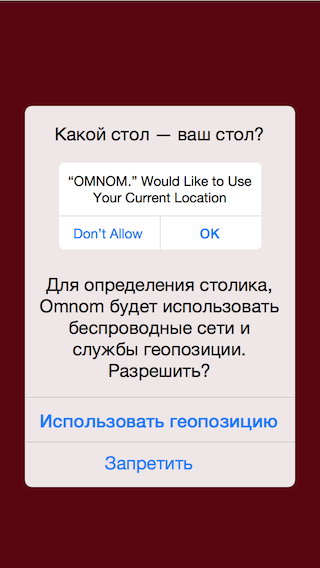 Какой стол — ваш стол?
“OMNOM.” Would Like to Use
Your Current Location
Don’t Allow
OK
Для определения столика,
Omnom будет использовать
беспроводные сети и
службы геопозиции.
Разрешить?
Использовать геопозицию
Запретить